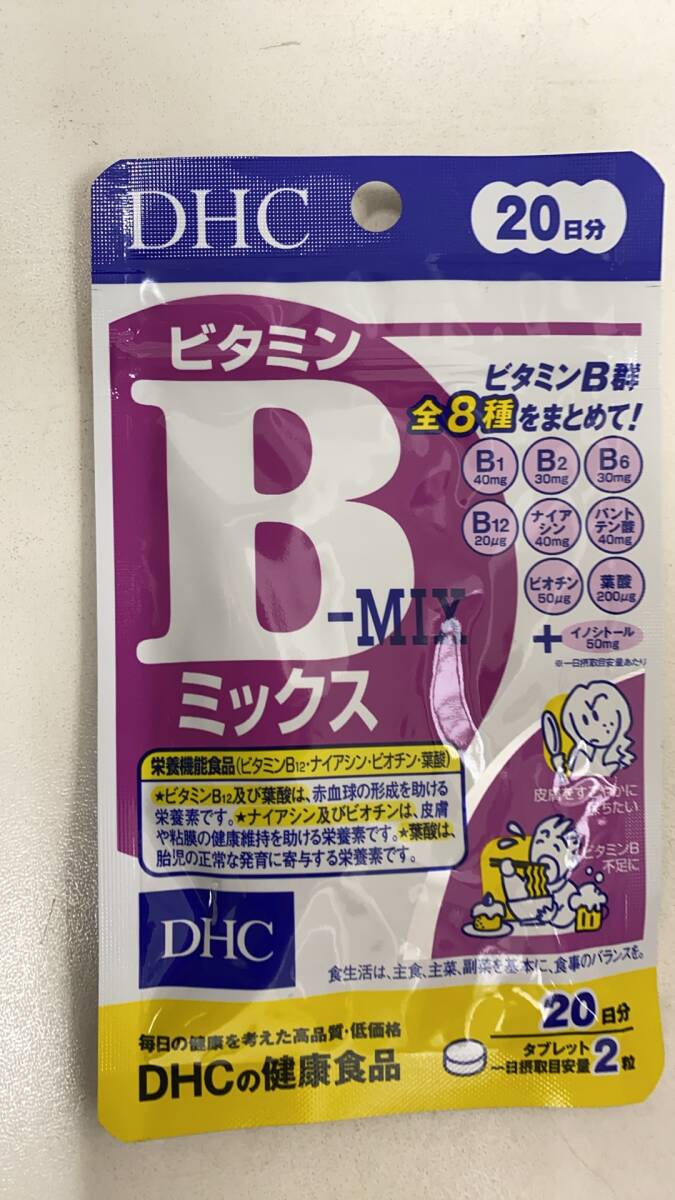 DHC
20日分
ビタミン
B
-MIX
ミックス
ビタミンB群
全8種をまとめて!
B1
40mg
B2
30mg
B6
30mg
B12
20μg
ナイア
シン
40mg
パント
テン酸
40mg
ビオチン
50μg
葉酸
200μg
+
イノシトール
50mg
※一日摂取目安量あたり
皮膚をすこやかに
保ちたい
ビタミンB
不足に
栄養機能食品(ビタミンB12・ナイアシン・ビオチン・葉酸)
★ビタミンB12及び葉酸は、赤血球の形成を助ける
栄養素です。★ナイアシン及びビオチンは、皮膚
や粘膜の健康維持を助ける栄養素です。★葉酸は、
胎児の正常な発育に寄与する栄養素です。
DHC
食生活は、主食、主菜、副菜を基本に、食事のバランスを。
毎日の健康を考えた高品質・低価格
DHCの健康食品
20日分
タブレット
一日摂取目安量2粒